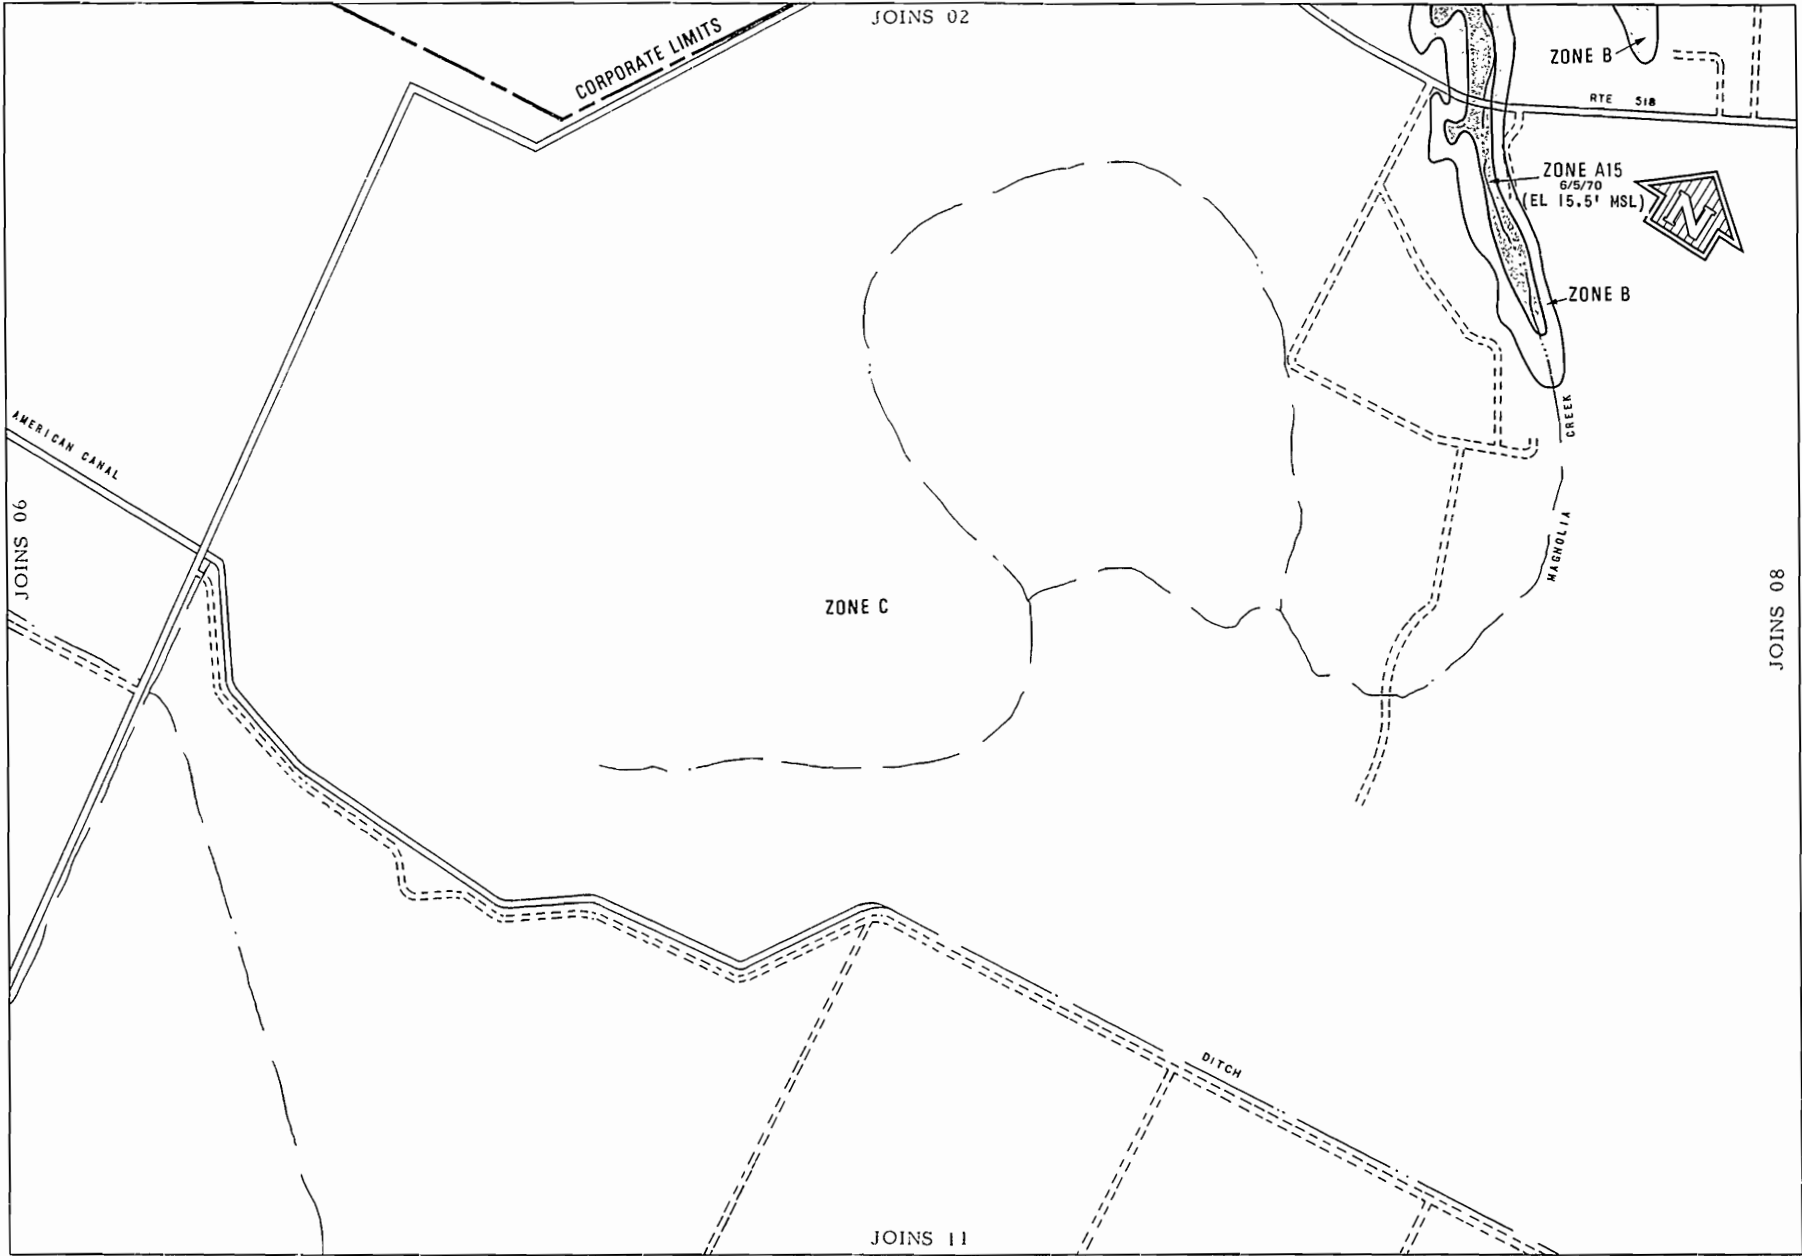 JOINS 02
CORPORATE LIMITS
ZONE B
RTE 518
ZONE A15
6/5/70
(EL 15.5' MSL)
N
ZONE B
AMERICAN CANAL
MAGNOLIA CREEK
JOINS 06
ZONE C
JOINS 08
DITCH
JOINS 11